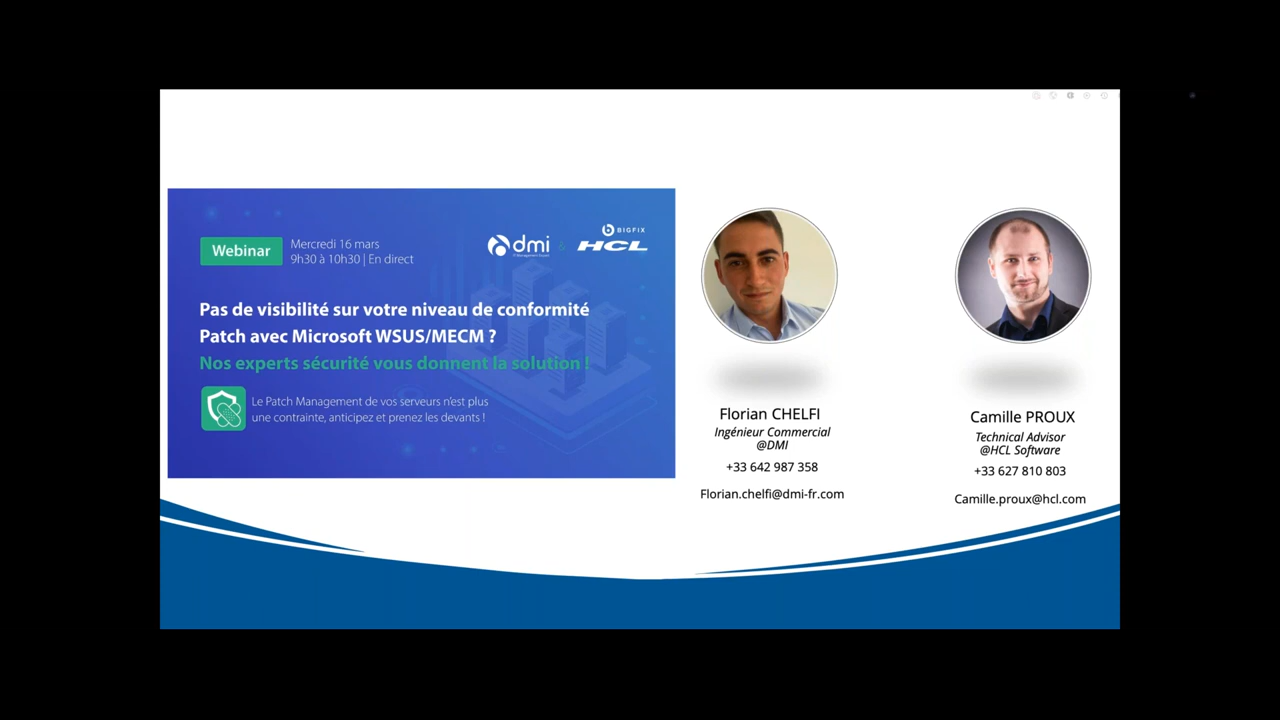 Webinar
Mercredi 16 mars
9h30 à 10h30 | En direct
dmi
&
BIGFIX
HCL
Pas de visibilité sur votre niveau de conformité
Patch avec Microsoft WSUS/MECM ?
Nos experts sécurité vous donnent la solution !
Le Patch Management de vos serveurs n'est plus
une contrainte, anticipez et prenez les devants !
Florian CHELFI
Ingénieur Commercial
@DMI
+33 642 987 358
Florian.chelfi@dmi-fr.com
Camille PROUX
Technical Advisor
@HCL Software
+33 627 810 803
Camille.proux@hcl.com